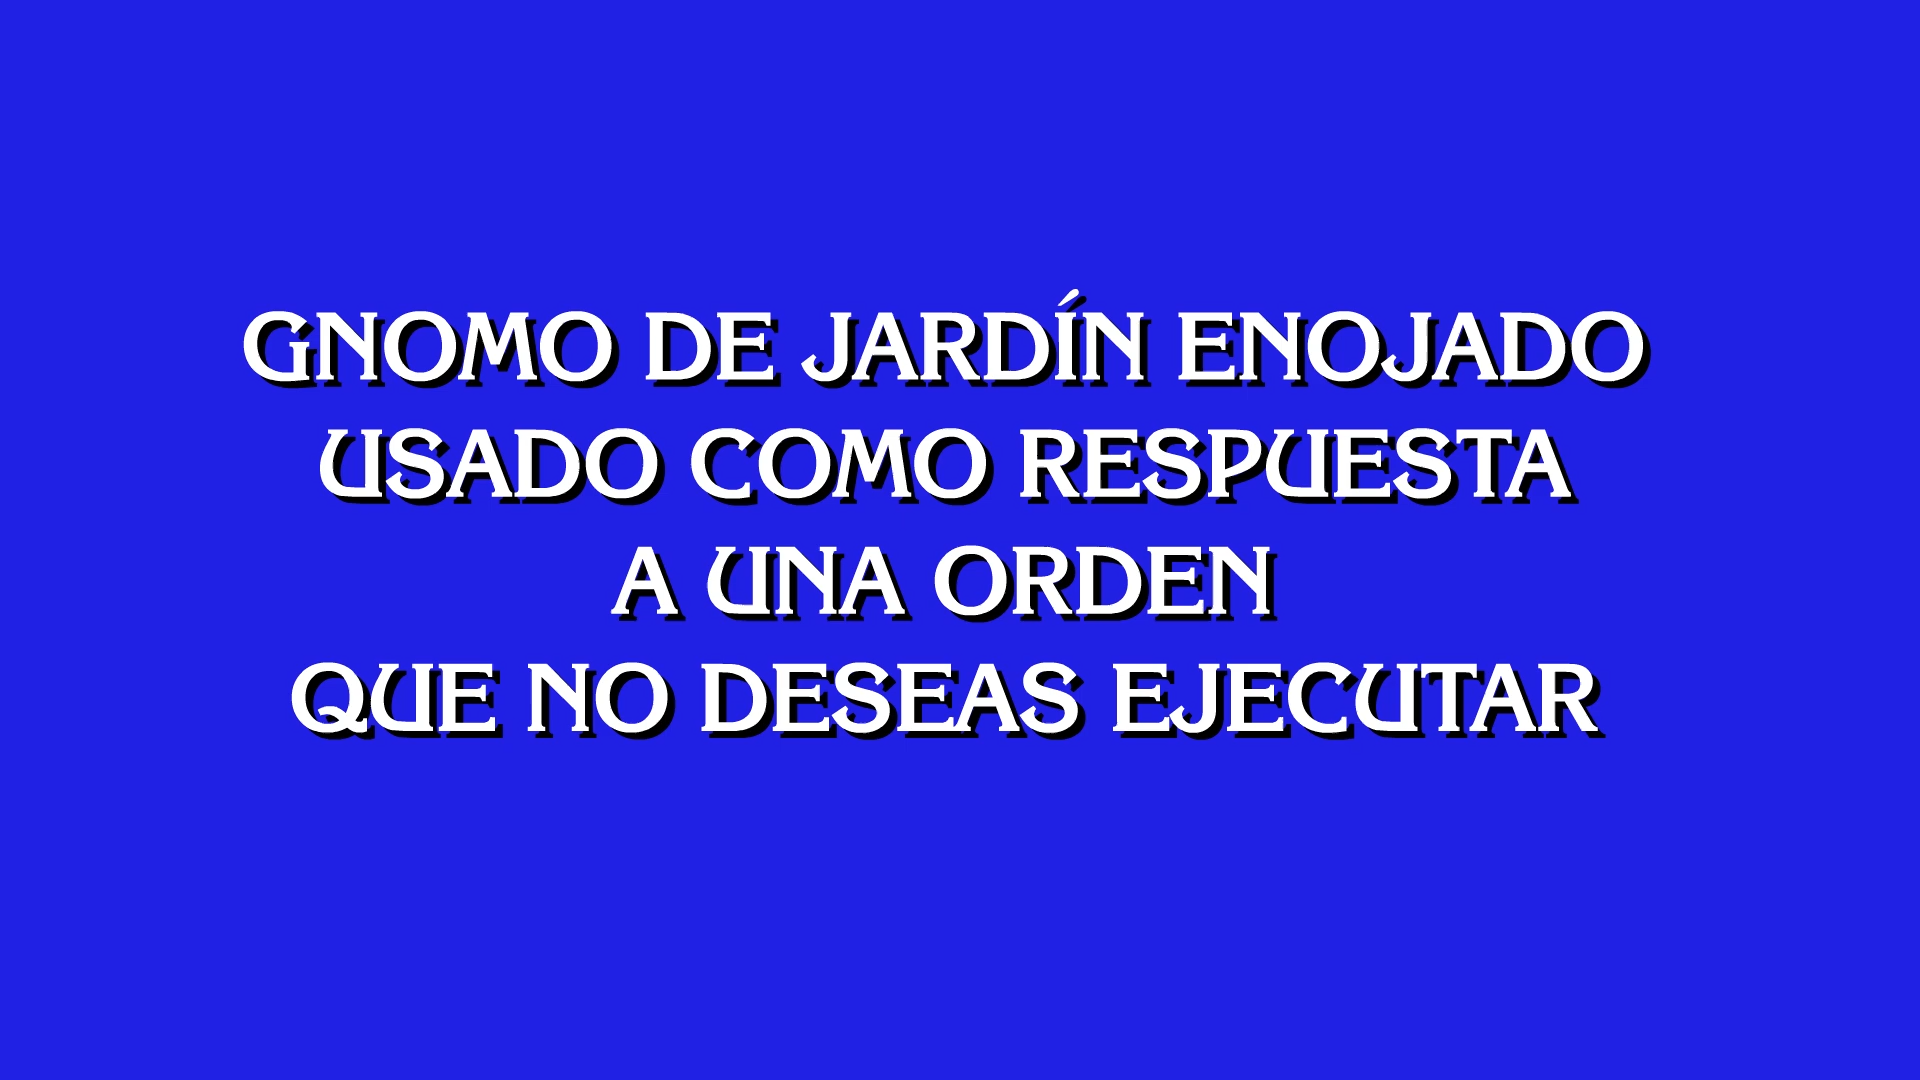 GNOMO DE JARDÍN ENOJADO
USADO COMO RESPUESTA
A UNA ORDEN
QUE NO DESEAS EJECUTAR